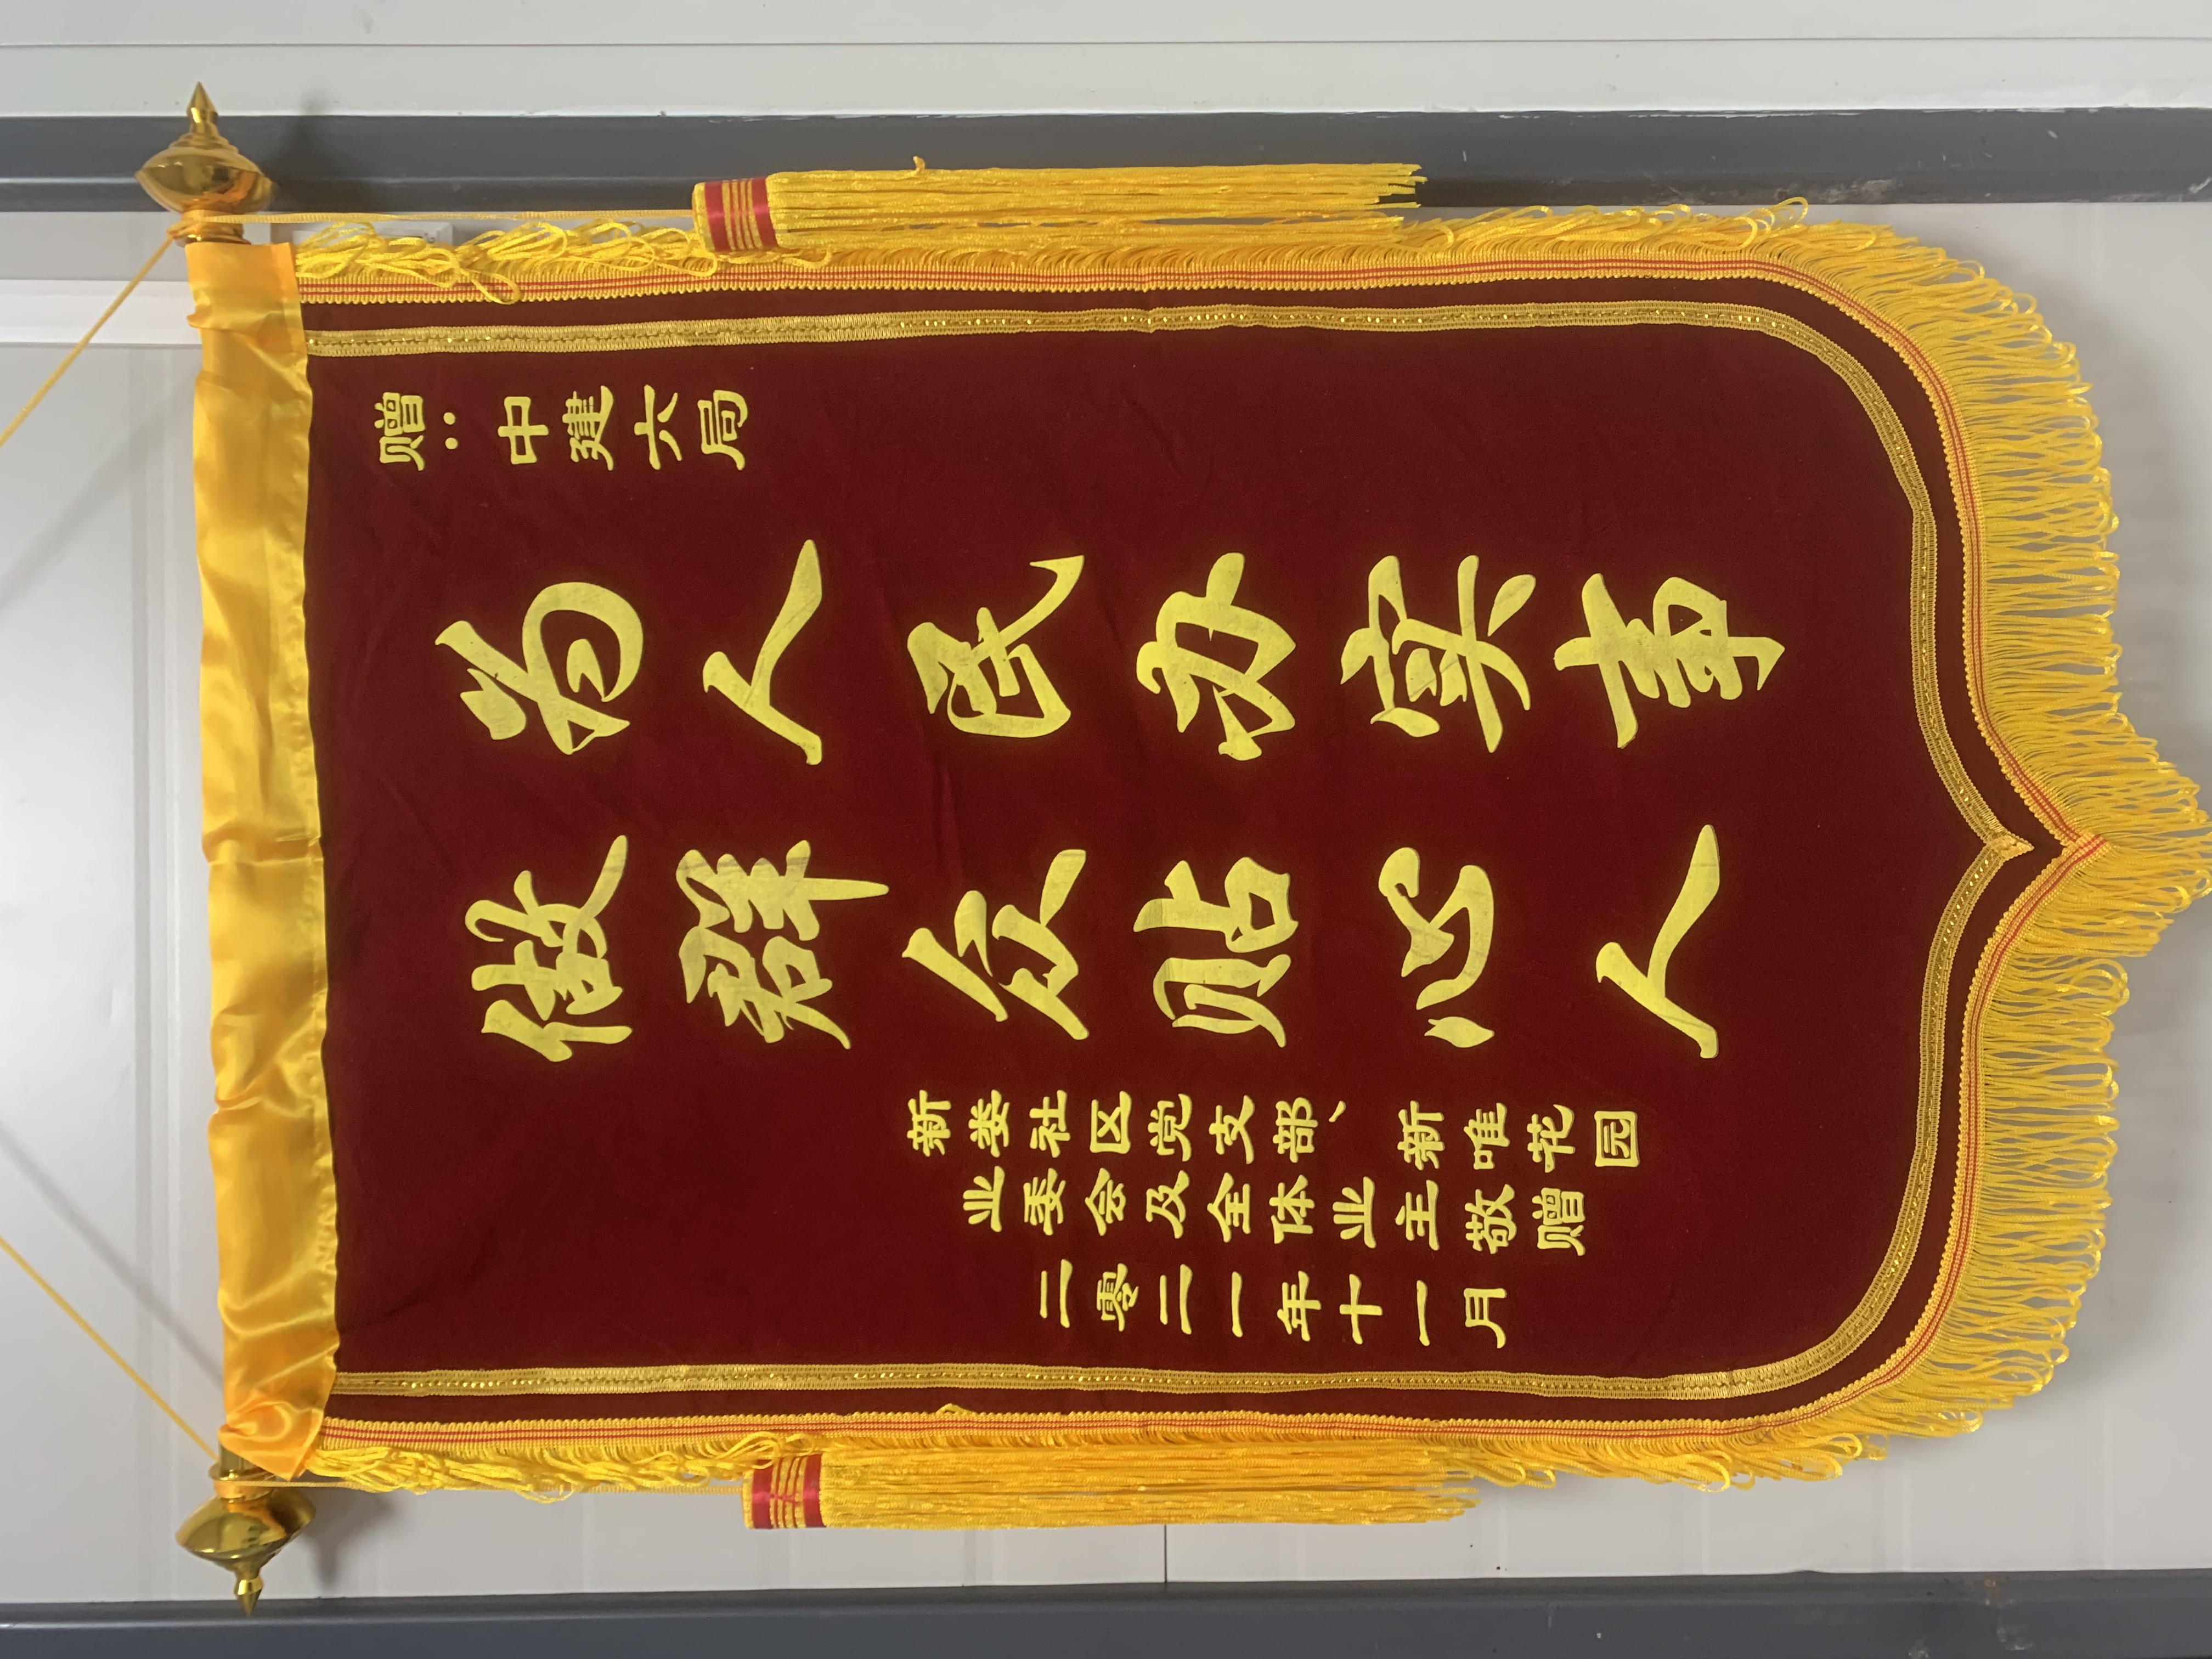 赠：中建六局
为人民办实事
做群众贴心人
新娄社区党支部、新唯花园
业委会及全体业主敬赠
二零二一年十一月